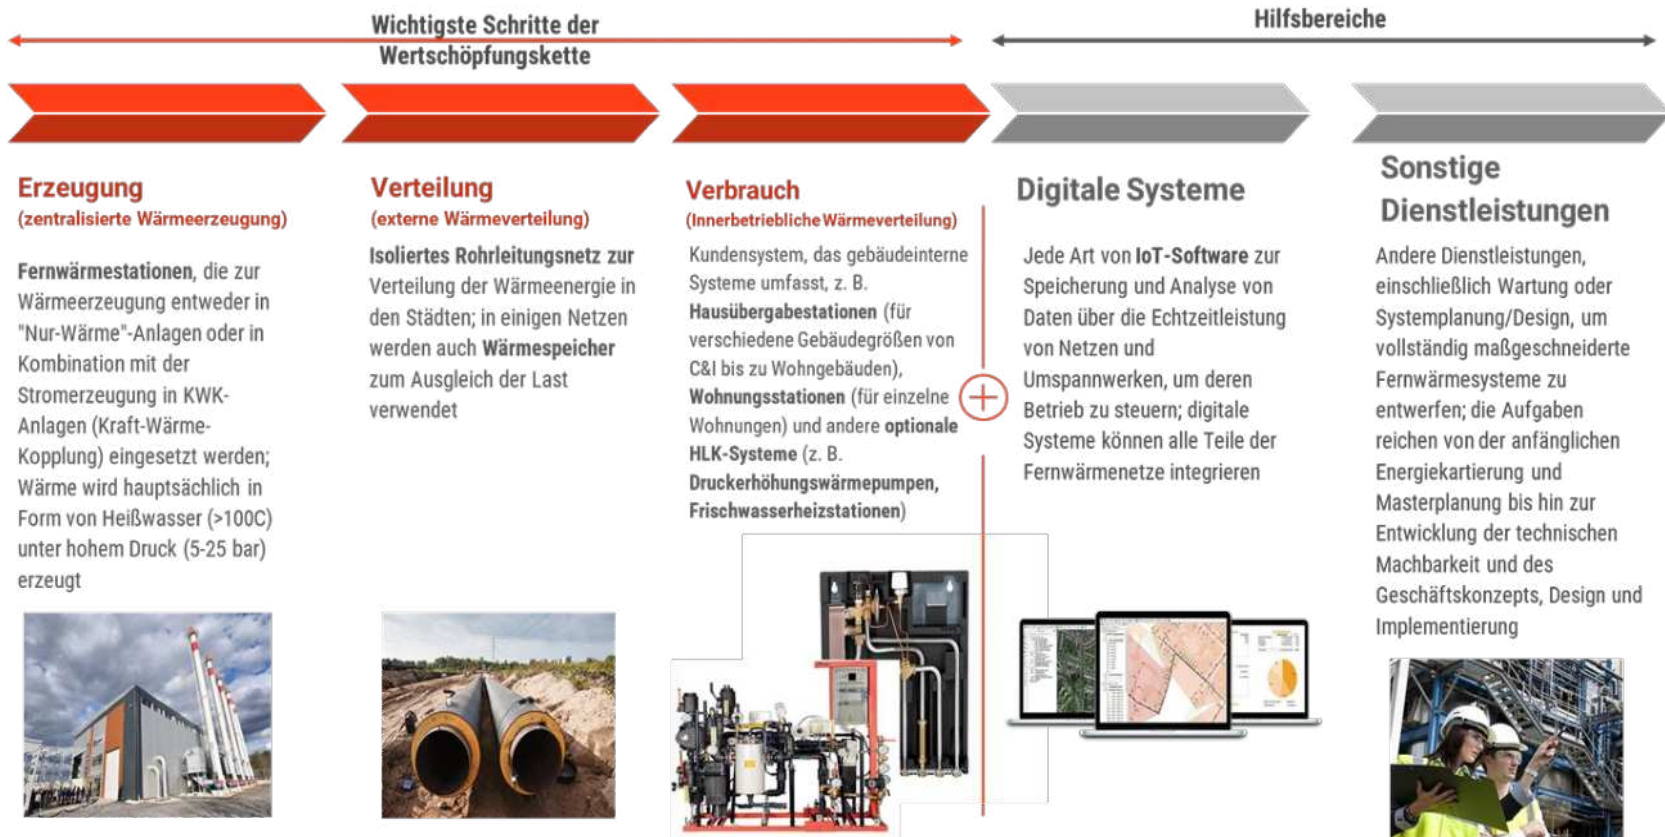 Wichtigste Schritte der
Wertschöpfungskette
Hilfsbereiche
Erzeugung
(zentralisierte Wärmeerzeugung)
Fernwärmestationen, die zur
Wärmeerzeugung entweder in
"Nur-Wärme"-Anlagen oder in
Kombination mit der
Stromerzeugung in KWK-
Anlagen (Kraft-Wärme-
Kopplung) eingesetzt werden;
Wärme wird hauptsächlich in
Form von Heißwasser (>100C)
unter hohem Druck (5-25 bar)
erzeugt
Verteilung
(externe Wärmeverteilung)
Isoliertes Rohrleitungsnetz zur
Verteilung der Wärmeenergie in
den Städten; in einigen Netzen
werden auch Wärmespeicher
zum Ausgleich der Last
verwendet
Verbrauch
(Innerbetriebliche Wärmeverteilung)
Kundensystem, das gebäudeinterne
Systeme umfasst, z. B.
Hausübergabestationen (für
verschiedene Gebäudegrößen von
C&I bis zu Wohngebäuden),
Wohnungsstationen (für einzelne
Wohnungen) und andere optionale
HLK-Systeme (z. B.
Druckerhöhungswärmepumpen,
Frischwasserheizstationen)
Digitale Systeme
Jede Art von IoT-Software zur
Speicherung und Analyse von
Daten über die Echtzeitleistung
von Netzen und
Umspannwerken, um deren
Betrieb zu steuern; digitale
Systeme können alle Teile der
Fernwärmenetze integrieren
Sonstige
Dienstleistungen
Andere Dienstleistungen,
einschließlich Wartung oder
Systemplanung/Design, um
vollständig maßgeschneiderte
Fernwärmesysteme zu
entwerfen; die Aufgaben
reichen von der anfänglichen
Energiekartierung und
Masterplanung bis hin zur
Entwicklung der technischen
Machbarkeit und des
Geschäftskonzepts, Design und
Implementierung